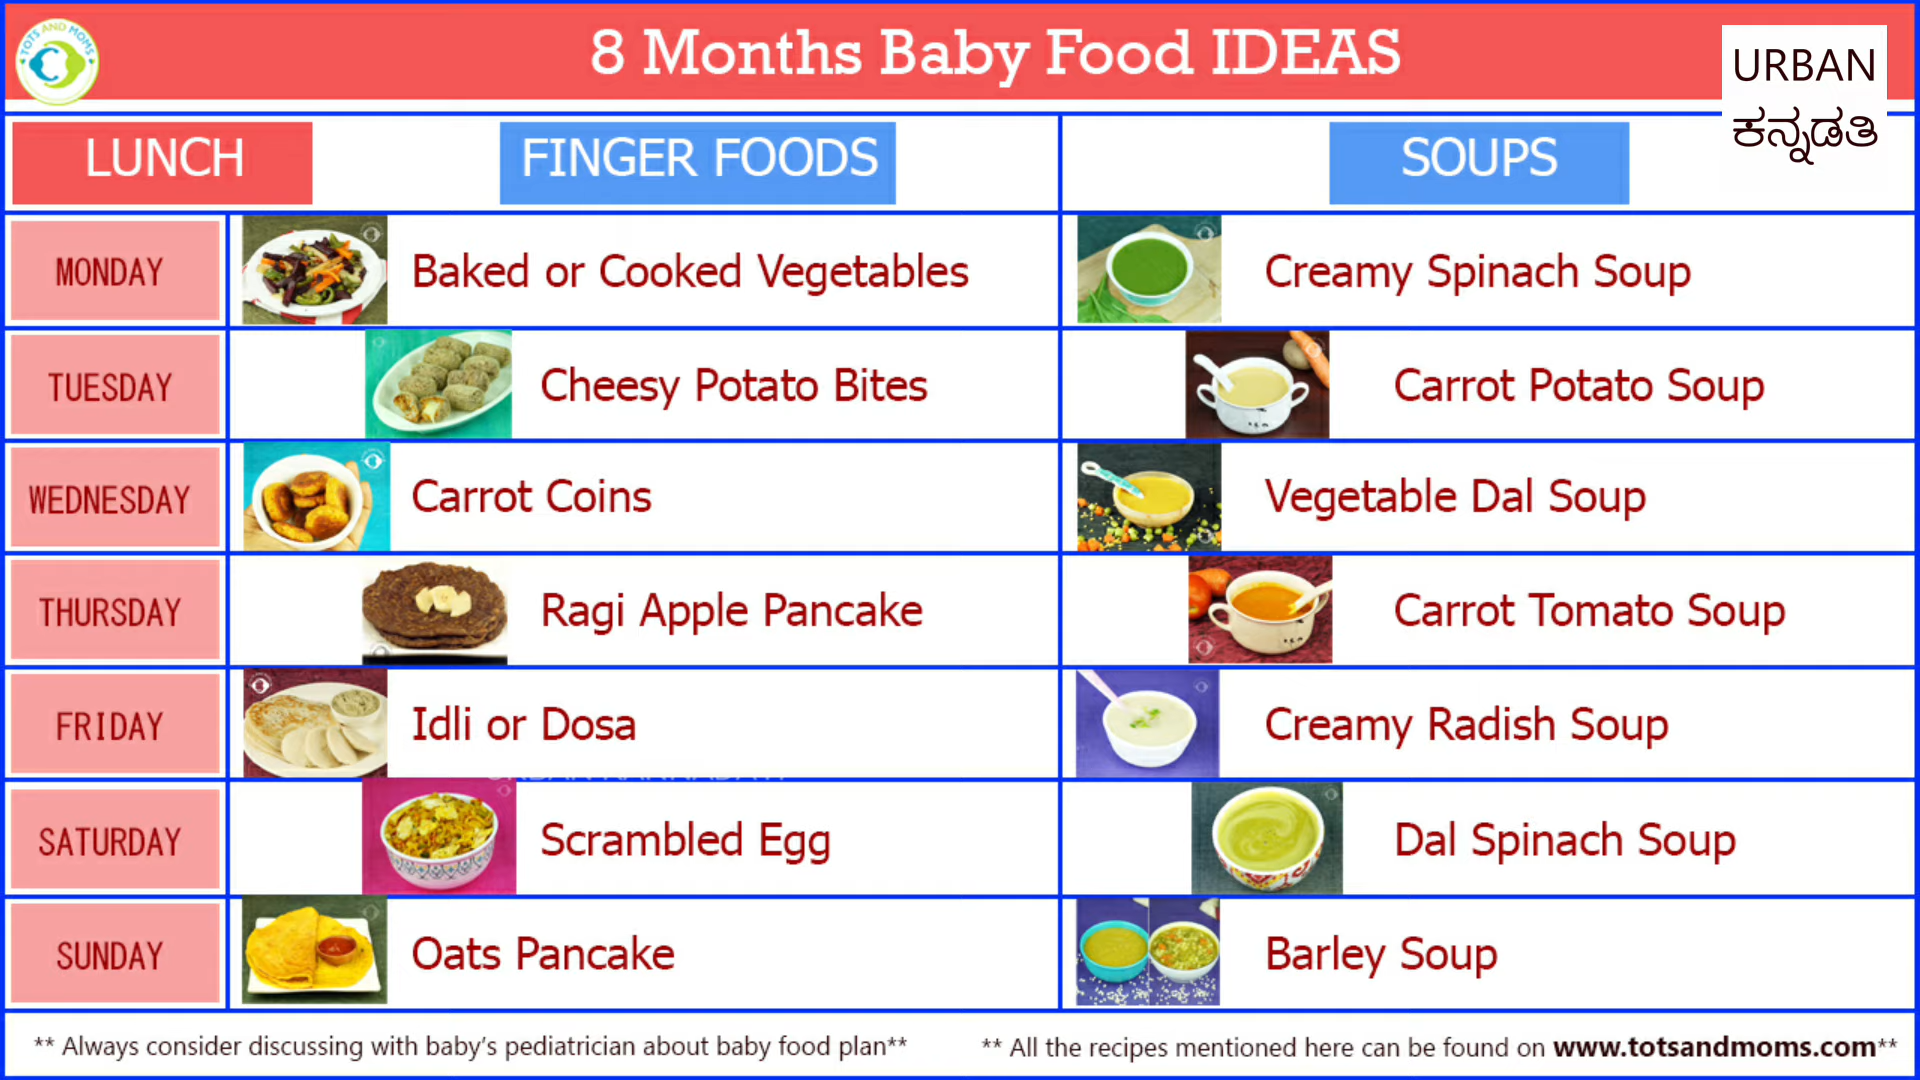 TOTS AND MOMS
8 Months Baby Food IDEAS
URBAN
ಕನ್ನಡತಿ
LUNCH
FINGER FOODS
SOUPS
MONDAY
Baked or Cooked Vegetables
Creamy Spinach Soup
TUESDAY
Cheesy Potato Bites
Carrot Potato Soup
WEDNESDAY
Carrot Coins
Vegetable Dal Soup
THURSDAY
Ragi Apple Pancake
Carrot Tomato Soup
FRIDAY
Idli or Dosa
Creamy Radish Soup
SATURDAY
Scrambled Egg
Dal Spinach Soup
SUNDAY
Oats Pancake
Barley Soup
** Always consider discussing with baby's pediatrician about baby food plan**
** All the recipes mentioned here can be found on www.totsandmoms.com**